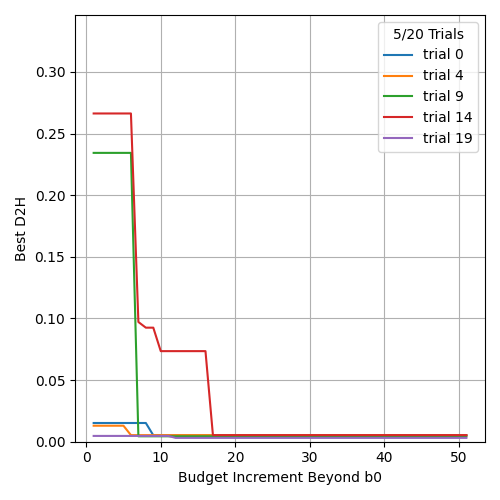 5/20 Trials
trial 0
trial 4
trial 9
trial 14
trial 19
0.30
0.25
0.20
0.15
0.10
0.05
0.00
Best D2H
0 10 20 30 40 50
Budget Increment Beyond b0